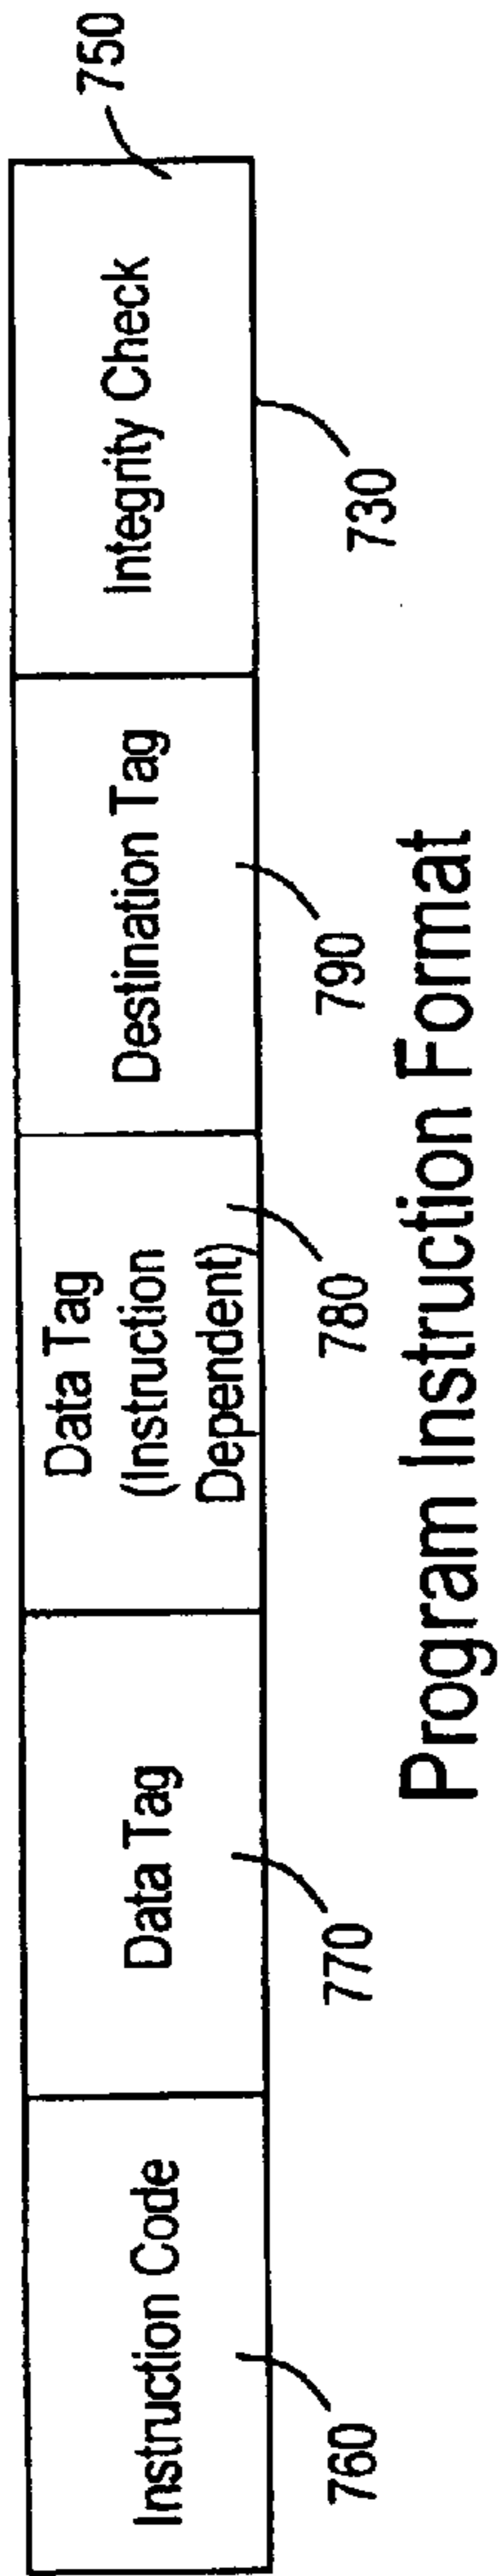 Instruction Code
Data Tag
Data Tag
(Instruction
Dependent)
Destination Tag
Integrity Check
750
760
770
780
790
730
Program Instruction Format